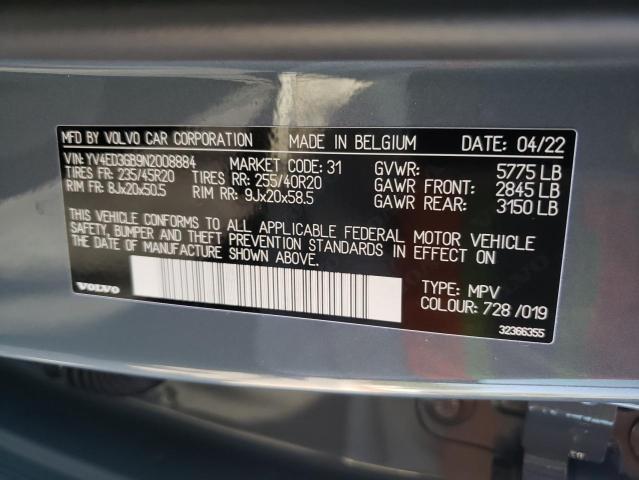 MFD BY VOLVO CAR CORPORATION MADE IN BELGIUM DATE: 04/22
VIN: YV4ED3GB9N2008884 MARKET CODE: 31 GVWR: 5775 LB
TIRES FR: 235/45R20 TIRES RR: 255/40R20 GAWR FRONT: 2845 LB
RIM FR: 8Jx20x50.5 RIM RR: 9Jx20x58.5 GAWR REAR: 3150 LB
THIS VEHICLE CONFORMS TO ALL APPLICABLE FEDERAL MOTOR VEHICLE
SAFETY, BUMPER AND THEFT PREVENTION STANDARDS IN EFFECT ON
THE DATE OF MANUFACTURE SHOWN ABOVE.
TYPE: MPV
VOLVO COLOUR: 728 /019
32366355